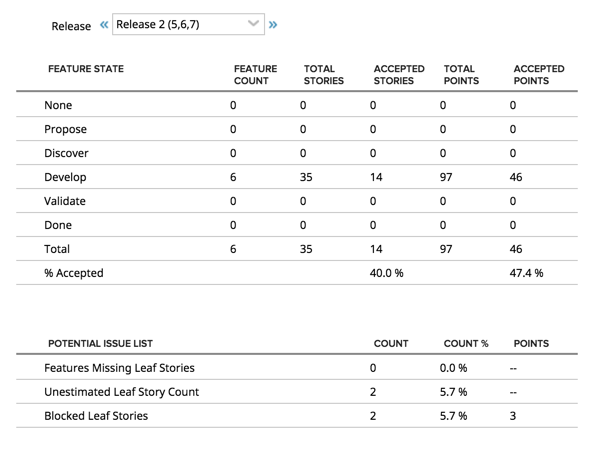 Release « Release 2 (5,6,7) »
FEATURE STATE FEATURE COUNT TOTAL STORIES ACCEPTED STORIES TOTAL POINTS ACCEPTED POINTS
None 0 0 0 0 0
Propose 0 0 0 0 0
Discover 0 0 0 0 0
Develop 6 35 14 97 46
Validate 0 0 0 0 0
Done 0 0 0 0 0
Total 6 35 14 97 46
% Accepted 40.0 % 47.4 %
POTENTIAL ISSUE LIST COUNT COUNT % POINTS
Features Missing Leaf Stories 0 0.0 % --
Unestimated Leaf Story Count 2 5.7 % --
Blocked Leaf Stories 2 5.7 % 3